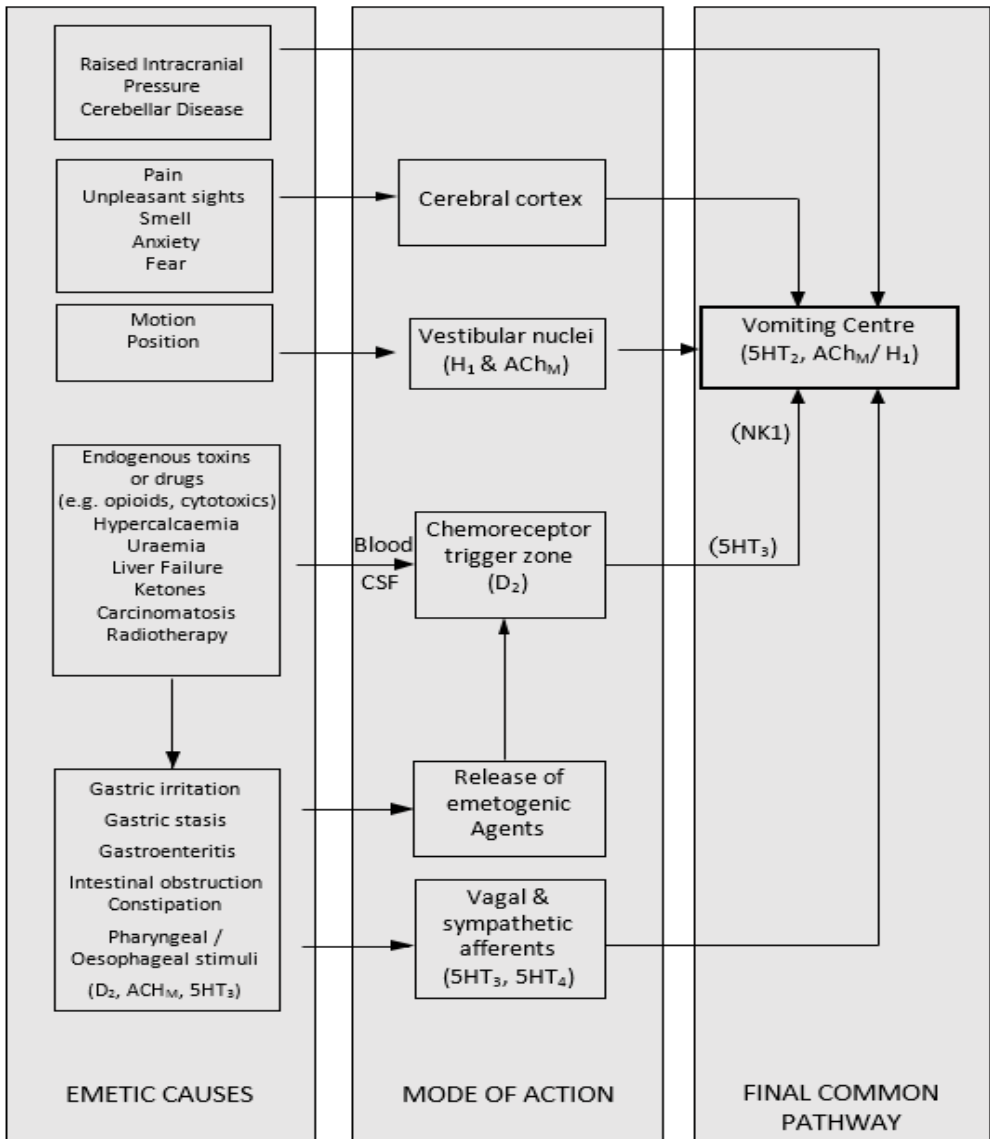 Raised Intracranial
Pressure
Cerebellar Disease
Pain
Unpleasant sights
Smell
Anxiety
Fear
Cerebral cortex
Motion
Position
Vestibular nuclei
(H₁ & AChM)
Vomiting Centre
(5HT₂, AChM/ H₁)
(NK1)
Endogenous toxins
or drugs
(e.g. opioids, cytotoxics)
Hypercalcaemia
Uraemia
Liver Failure
Ketones
Carcinomatosis
Radiotherapy
Blood
CSF
Chemoreceptor
trigger zone
(D₂)
(5HT₃)
Gastric irritation
Gastric stasis
Gastroenteritis
Intestinal obstruction
Constipation
Pharyngeal /
Oesophageal stimuli
(D₂, ACHM, 5HT₃)
Release of
emetogenic
Agents
Vagal &
sympathetic
afferents
(5HT₃, 5HT₄)
EMETIC CAUSES
MODE OF ACTION
FINAL COMMON
PATHWAY